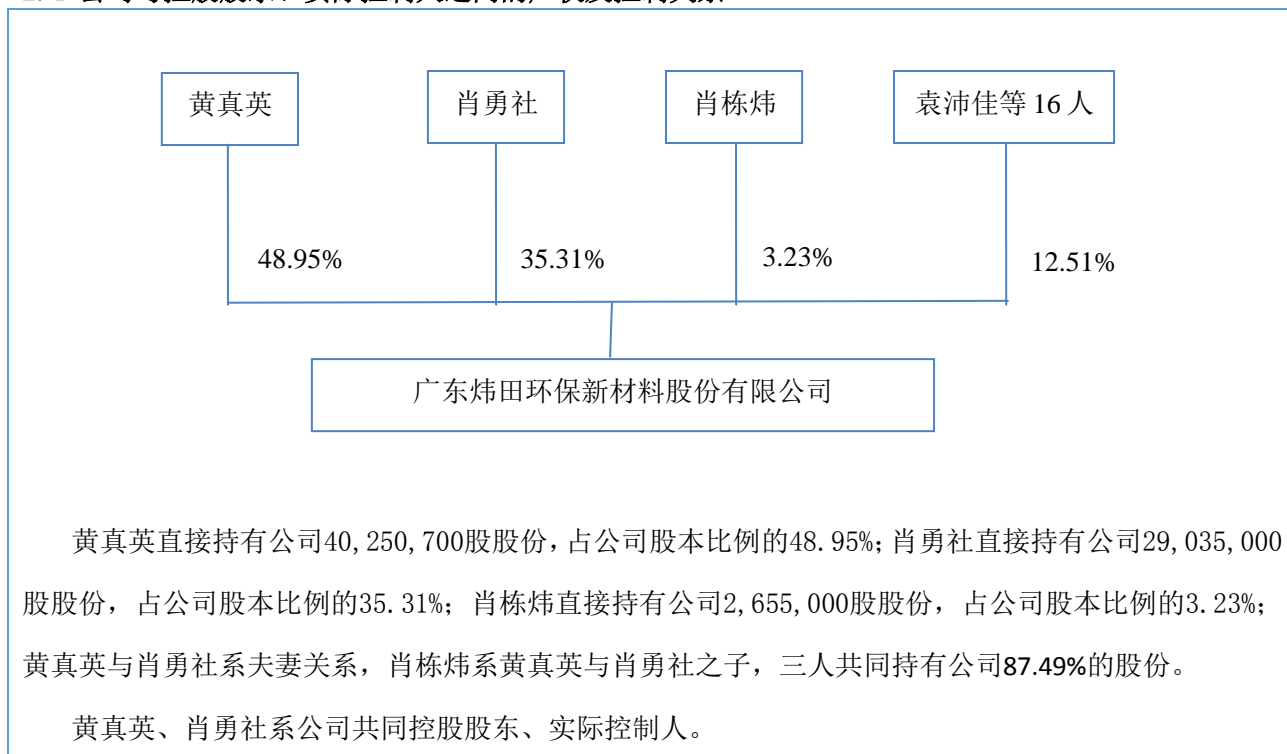 黄真英
肖勇社
肖栋炜
袁沛佳等 16 人
48.95%
35.31%
3.23%
12.51%
广东炜田环保新材料股份有限公司
黄真英直接持有公司40,250,700股股份，占公司股本比例的48.95%；肖勇社直接持有公司29,035,000
股股份，占公司股本比例的35.31%；肖栋炜直接持有公司2,655,000股股份，占公司股本比例的3.23%；
黄真英与肖勇社系夫妻关系，肖栋炜系黄真英与肖勇社之子，三人共同持有公司87.49%的股份。
黄真英、肖勇社系公司共同控股股东、实际控制人。